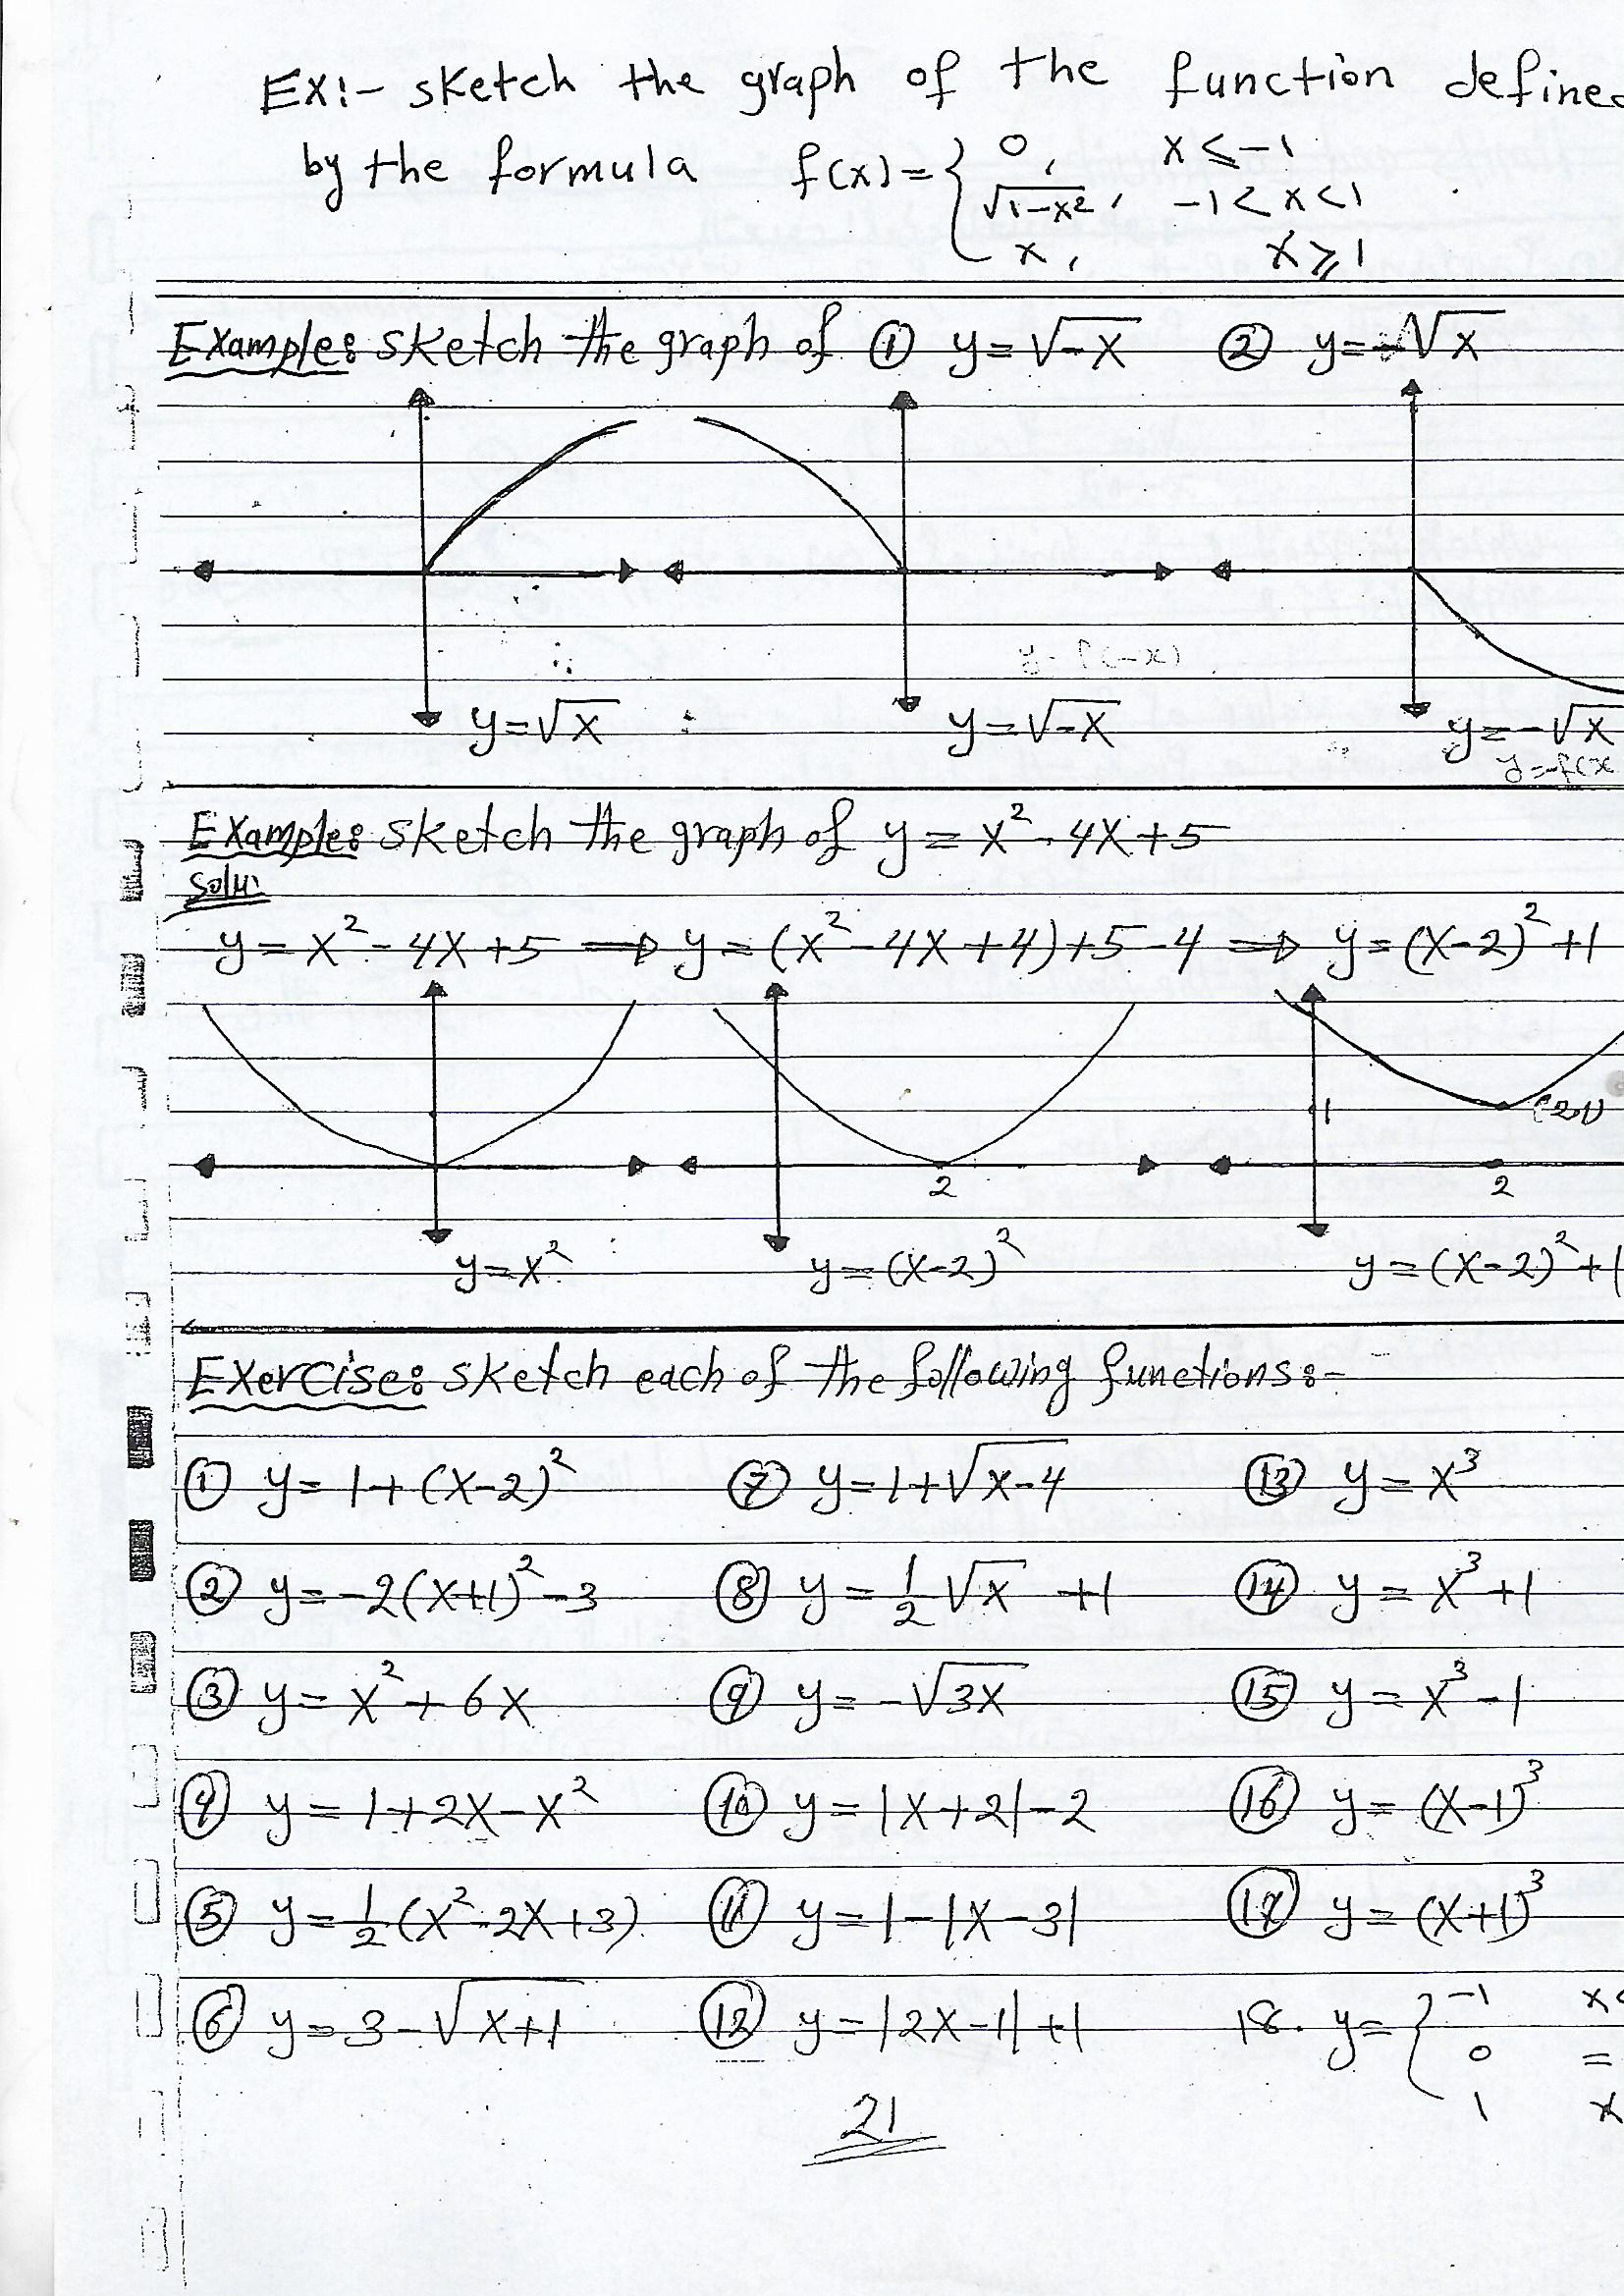 EX:- sketch the graph of the function define
by the formula f(x)={ 0, x ≤ -1
√1-x², -1<x<1
x, x ≥ 1
Example: sketch the graph of ① y=√-x ② y=-√x
y=f(-x)
y=√x y=√-x y=-√x
y=-f(x
Example: sketch the graph of y = x²-4x+5
Solu:
y=x²-4x+5 ⇒ y=(x²-4x+4)+5-4 ⇒ y=(x-2)²+1
1 (2,1)
2 2
y=x² y=(x-2)² y=(x-2)²+1
Exercise: sketch each of the following functions:-
① y=1+(x-2)² ⑦ y=1+√x-4 ⑬ y=x³
② y=-2(x+1)²-3 ⑧ y=½√x +1 ⑭ y=x³+1
③ y=x²+6x ⑨ y=-√3x ⑮ y=x³-1
④ y=1+2x-x² ⑩ y=|x+2|-2 ⑯ y=(x-1)³
⑤ y=½(x²-2x+3) ⑪ y=1-|x-3| ⑰ y=(x+1)³
⑥ y=3-√x+1 ⑫ y=|2x-1|+1 18. y={ -1 x<
0 =
1 x
21